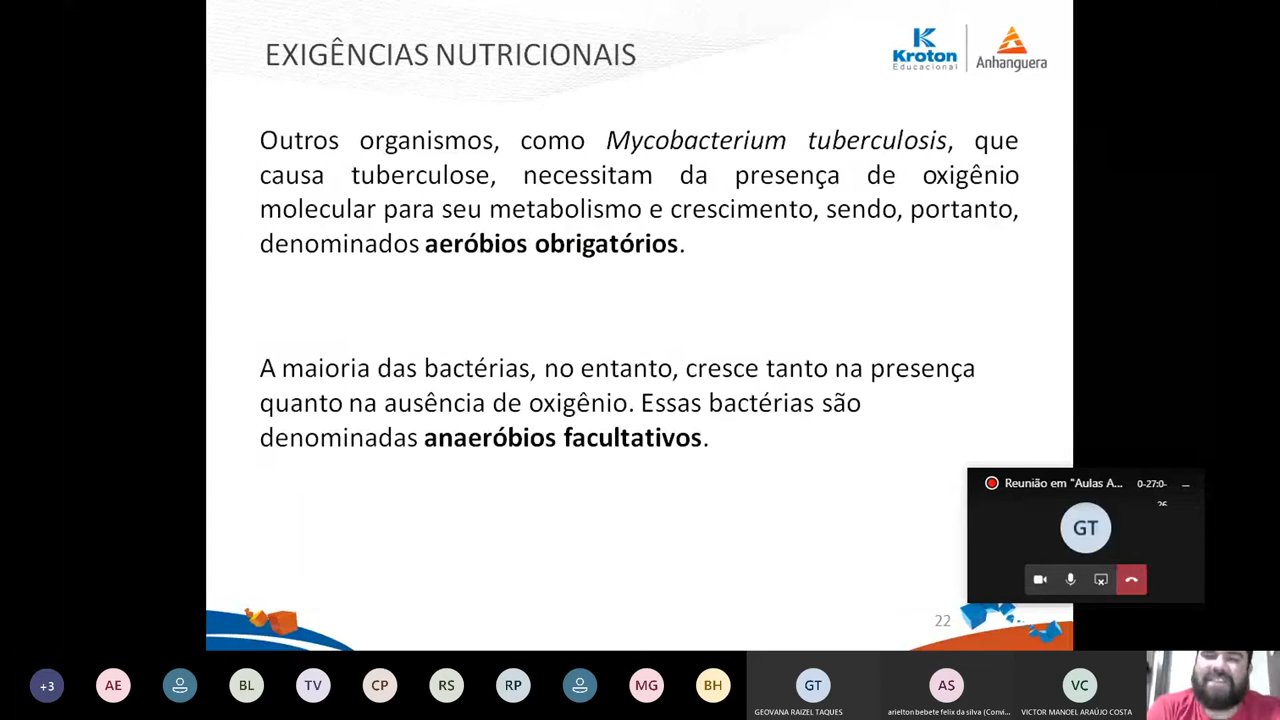 EXIGÊNCIAS NUTRICIONAIS
Kroton
Educacional
Anhanguera
Outros organismos, como Mycobacterium tuberculosis, que
causa tuberculose, necessitam da presença de oxigênio
molecular para seu metabolismo e crescimento, sendo, portanto,
denominados aeróbios obrigatórios.
A maioria das bactérias, no entanto, cresce tanto na presença
quanto na ausência de oxigênio. Essas bactérias são
denominadas anaeróbios facultativos.
Reunião em "Aulas A...
0-27:0-
26
GT
22
+3
AE
BL
TV
CP
RS
RP
MG
BH
GT
AS
VC
GEOVANA RAIZEL TAQUES
arielton bebete felix da silva (Convi...
VICTOR MANOEL ARAÚJO COSTA